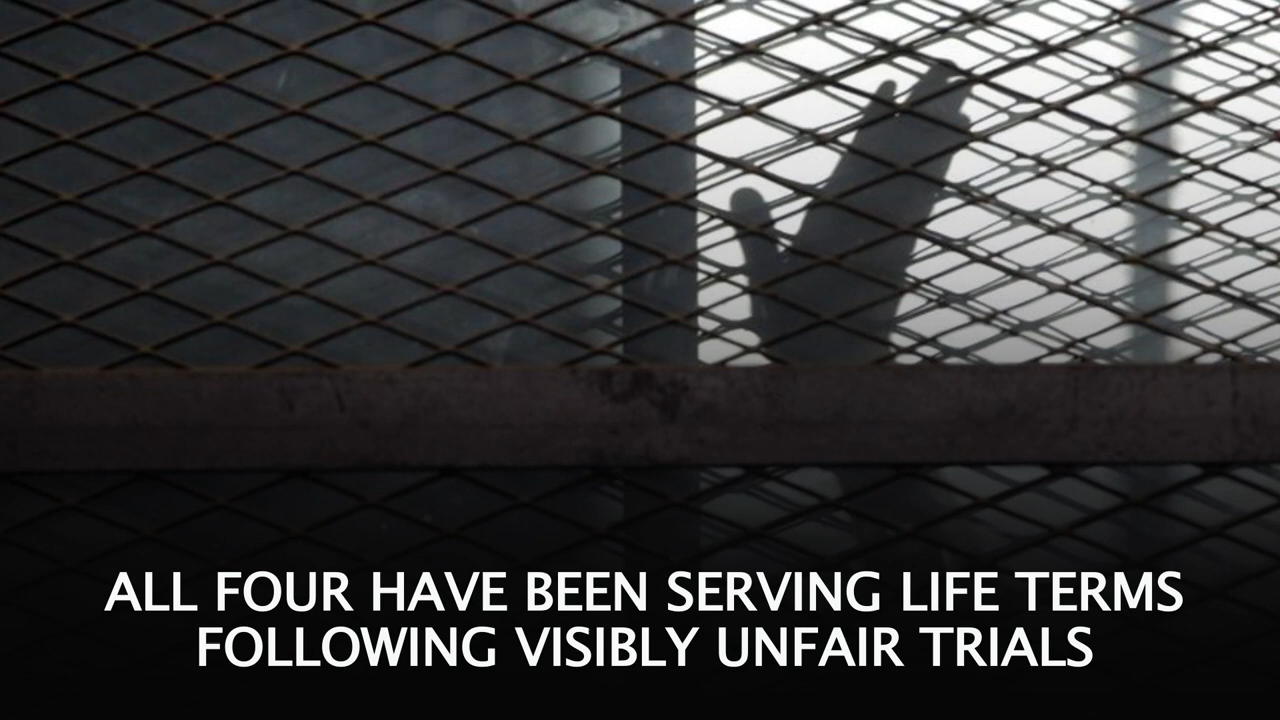 ALL FOUR HAVE BEEN SERVING LIFE TERMS
FOLLOWING VISIBLY UNFAIR TRIALS